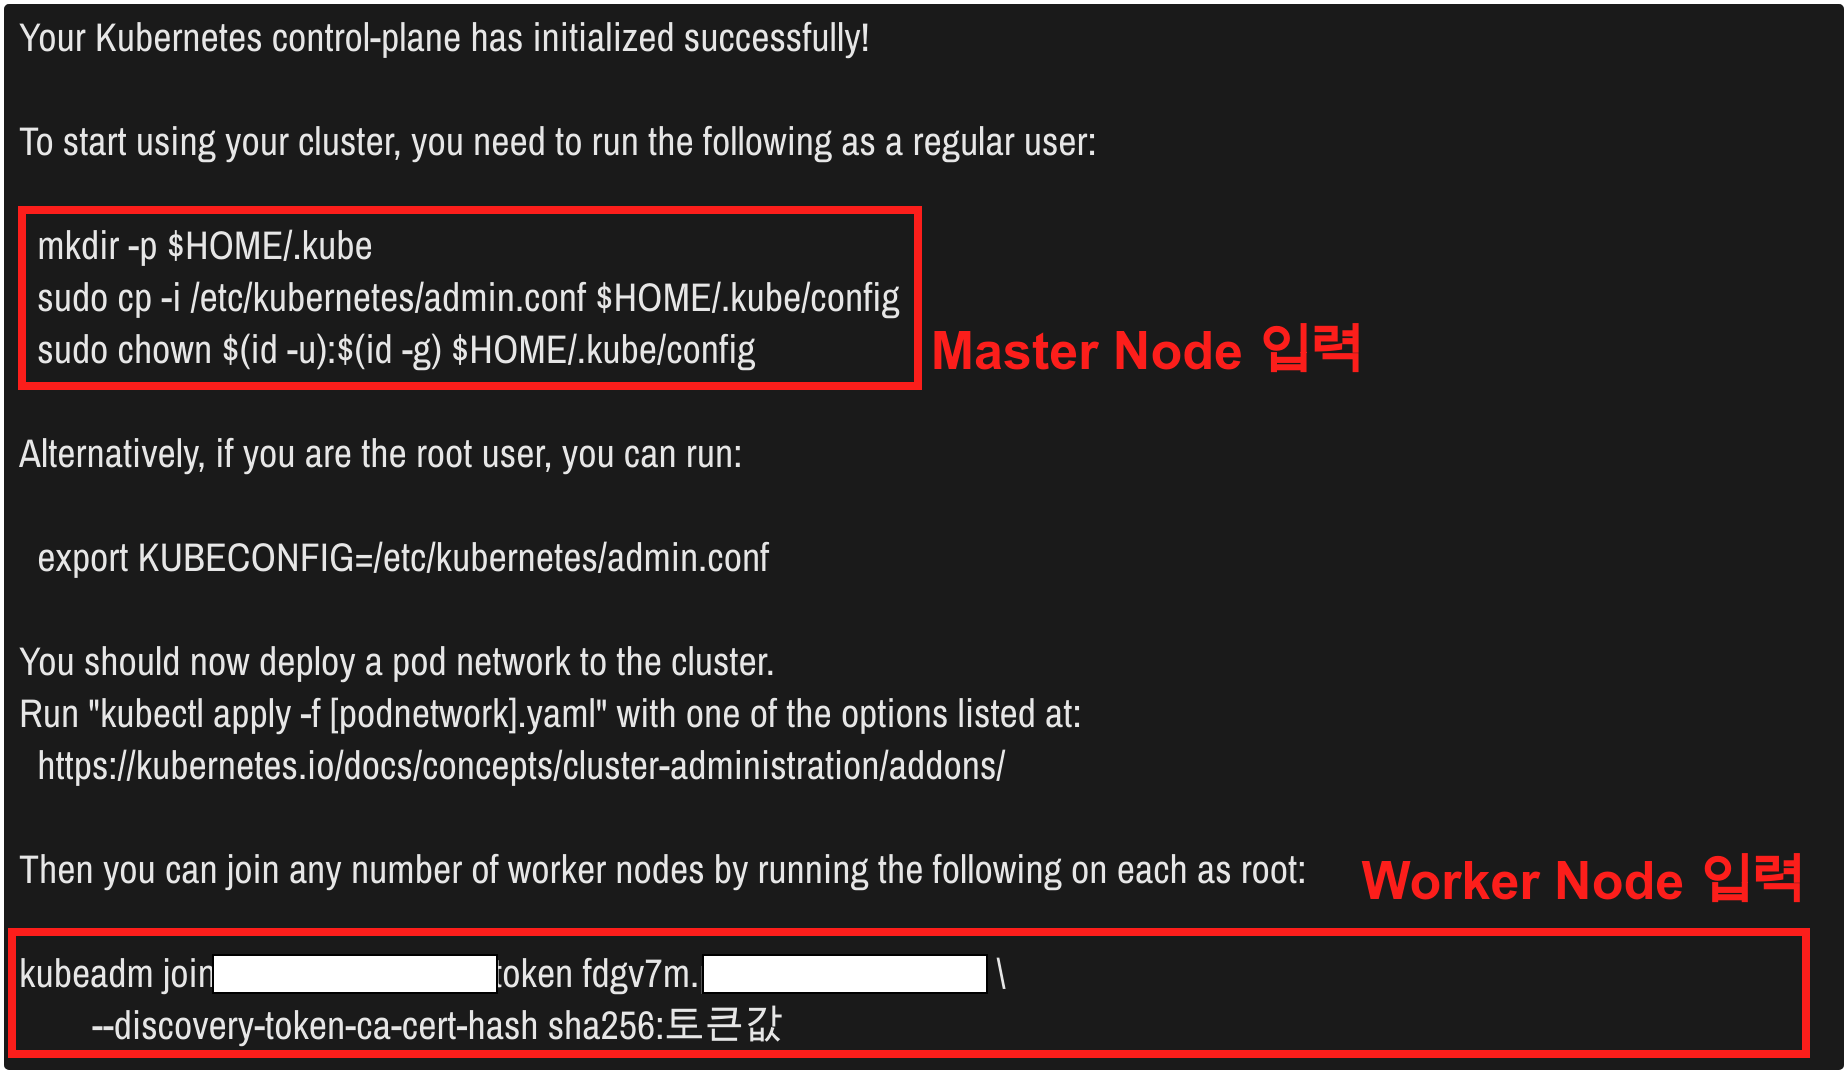 Your Kubernetes control-plane has initialized successfully!
To start using your cluster, you need to run the following as a regular user:
mkdir -p $HOME/.kube
sudo cp -i /etc/kubernetes/admin.conf $HOME/.kube/config
sudo chown $(id -u):$(id -g) $HOME/.kube/config
Master Node 입력
Alternatively, if you are the root user, you can run:
export KUBECONFIG=/etc/kubernetes/admin.conf
You should now deploy a pod network to the cluster.
Run "kubectl apply -f [podnetwork].yaml" with one of the options listed at:
https://kubernetes.io/docs/concepts/cluster-administration/addons/
Then you can join any number of worker nodes by running the following on each as root:
Worker Node 입력
kubeadm join token fdgv7m. \
--discovery-token-ca-cert-hash sha256:토큰값